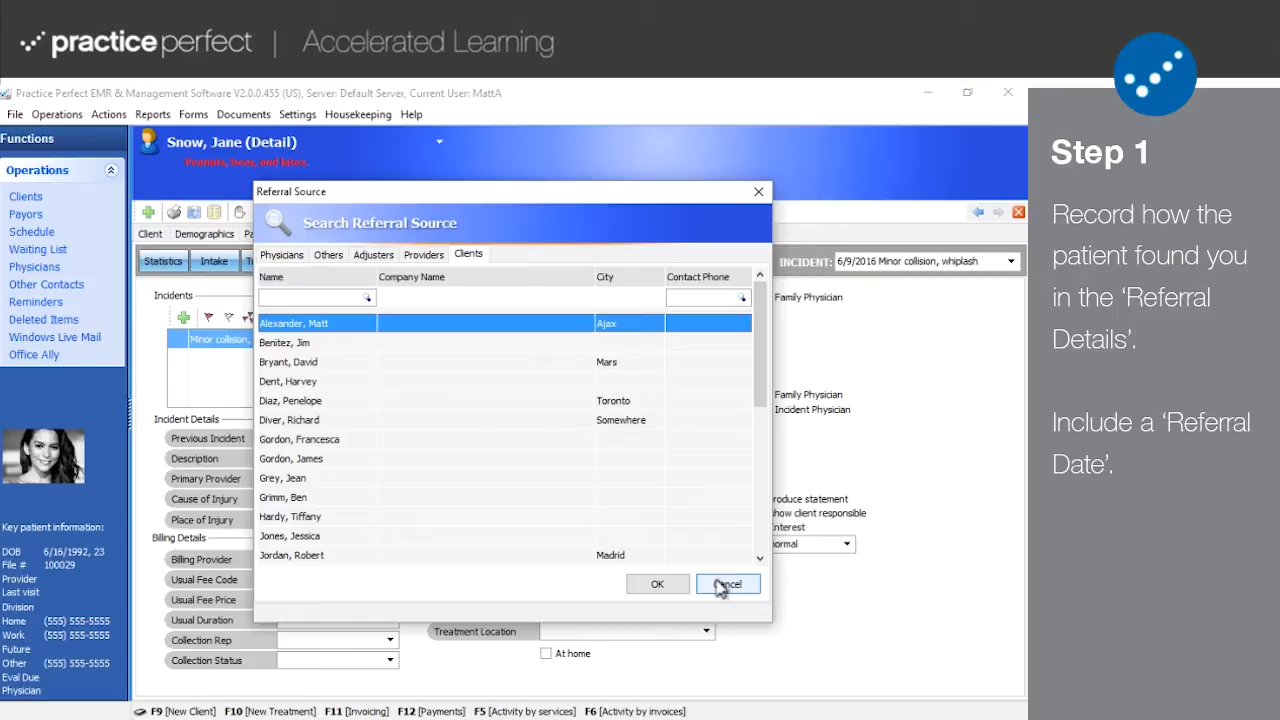 practiceperfect | Accelerated Learning
Practice Perfect EMR & Management Software V2.0.0.455 (US), Server: Default Server, Current User: MattA
File Operations Actions Reports Forms Documents Settings Housekeeping Help
Functions
Operations
Clients
Payors
Schedule
Waiting List
Physicians
Other Contacts
Reminders
Deleted Items
Windows Live Mail
Office Ally
Key patient information:
DOB 6/16/1992, 23
File # 100029
Provider
Last visit
Division
Home (555) 555-5555
Work (555) 555-5555
Future
Other (555) 555-5555
Eval Due
Physician
Snow, Jane (Detail)
Peanuts, bees, and latex.
Client Demographics
Statistics Intake
INCIDENT: 6/9/2016 Minor collision, whiplash
Incidents
Minor collision,
Incident Details
Previous Incident
Description
Primary Provider
Cause of Injury
Place of Injury
Billing Details
Billing Provider
Usual Fee Code
Usual Fee Price
Usual Duration
Collection Rep
Collection Status
Referral Source
Search Referral Source
Physicians Others Adjusters Providers Clients
Name Company Name City Contact Phone
Alexander, Matt Ajax
Benitez, Jim
Bryant, David Mars
Dent, Harvey
Diaz, Penelope Toronto
Diver, Richard Somewhere
Gordon, Francesca
Gordon, James
Grey, Jean
Grimm, Ben
Hardy, Tiffany
Jones, Jessica
Jordan, Robert Madrid
OK Cancel
Family Physician
Family Physician
Incident Physician
roduce statement
how client responsible
nterest
ormal
Treatment Location
At home
F9 [New Client] F10 [New Treatment] F11 [Invoicing] F12 [Payments] F5 [Activity by services] F6 [Activity by invoices]
Step 1
Record how the
patient found you
in the ‘Referral
Details’.
Include a ‘Referral
Date’.